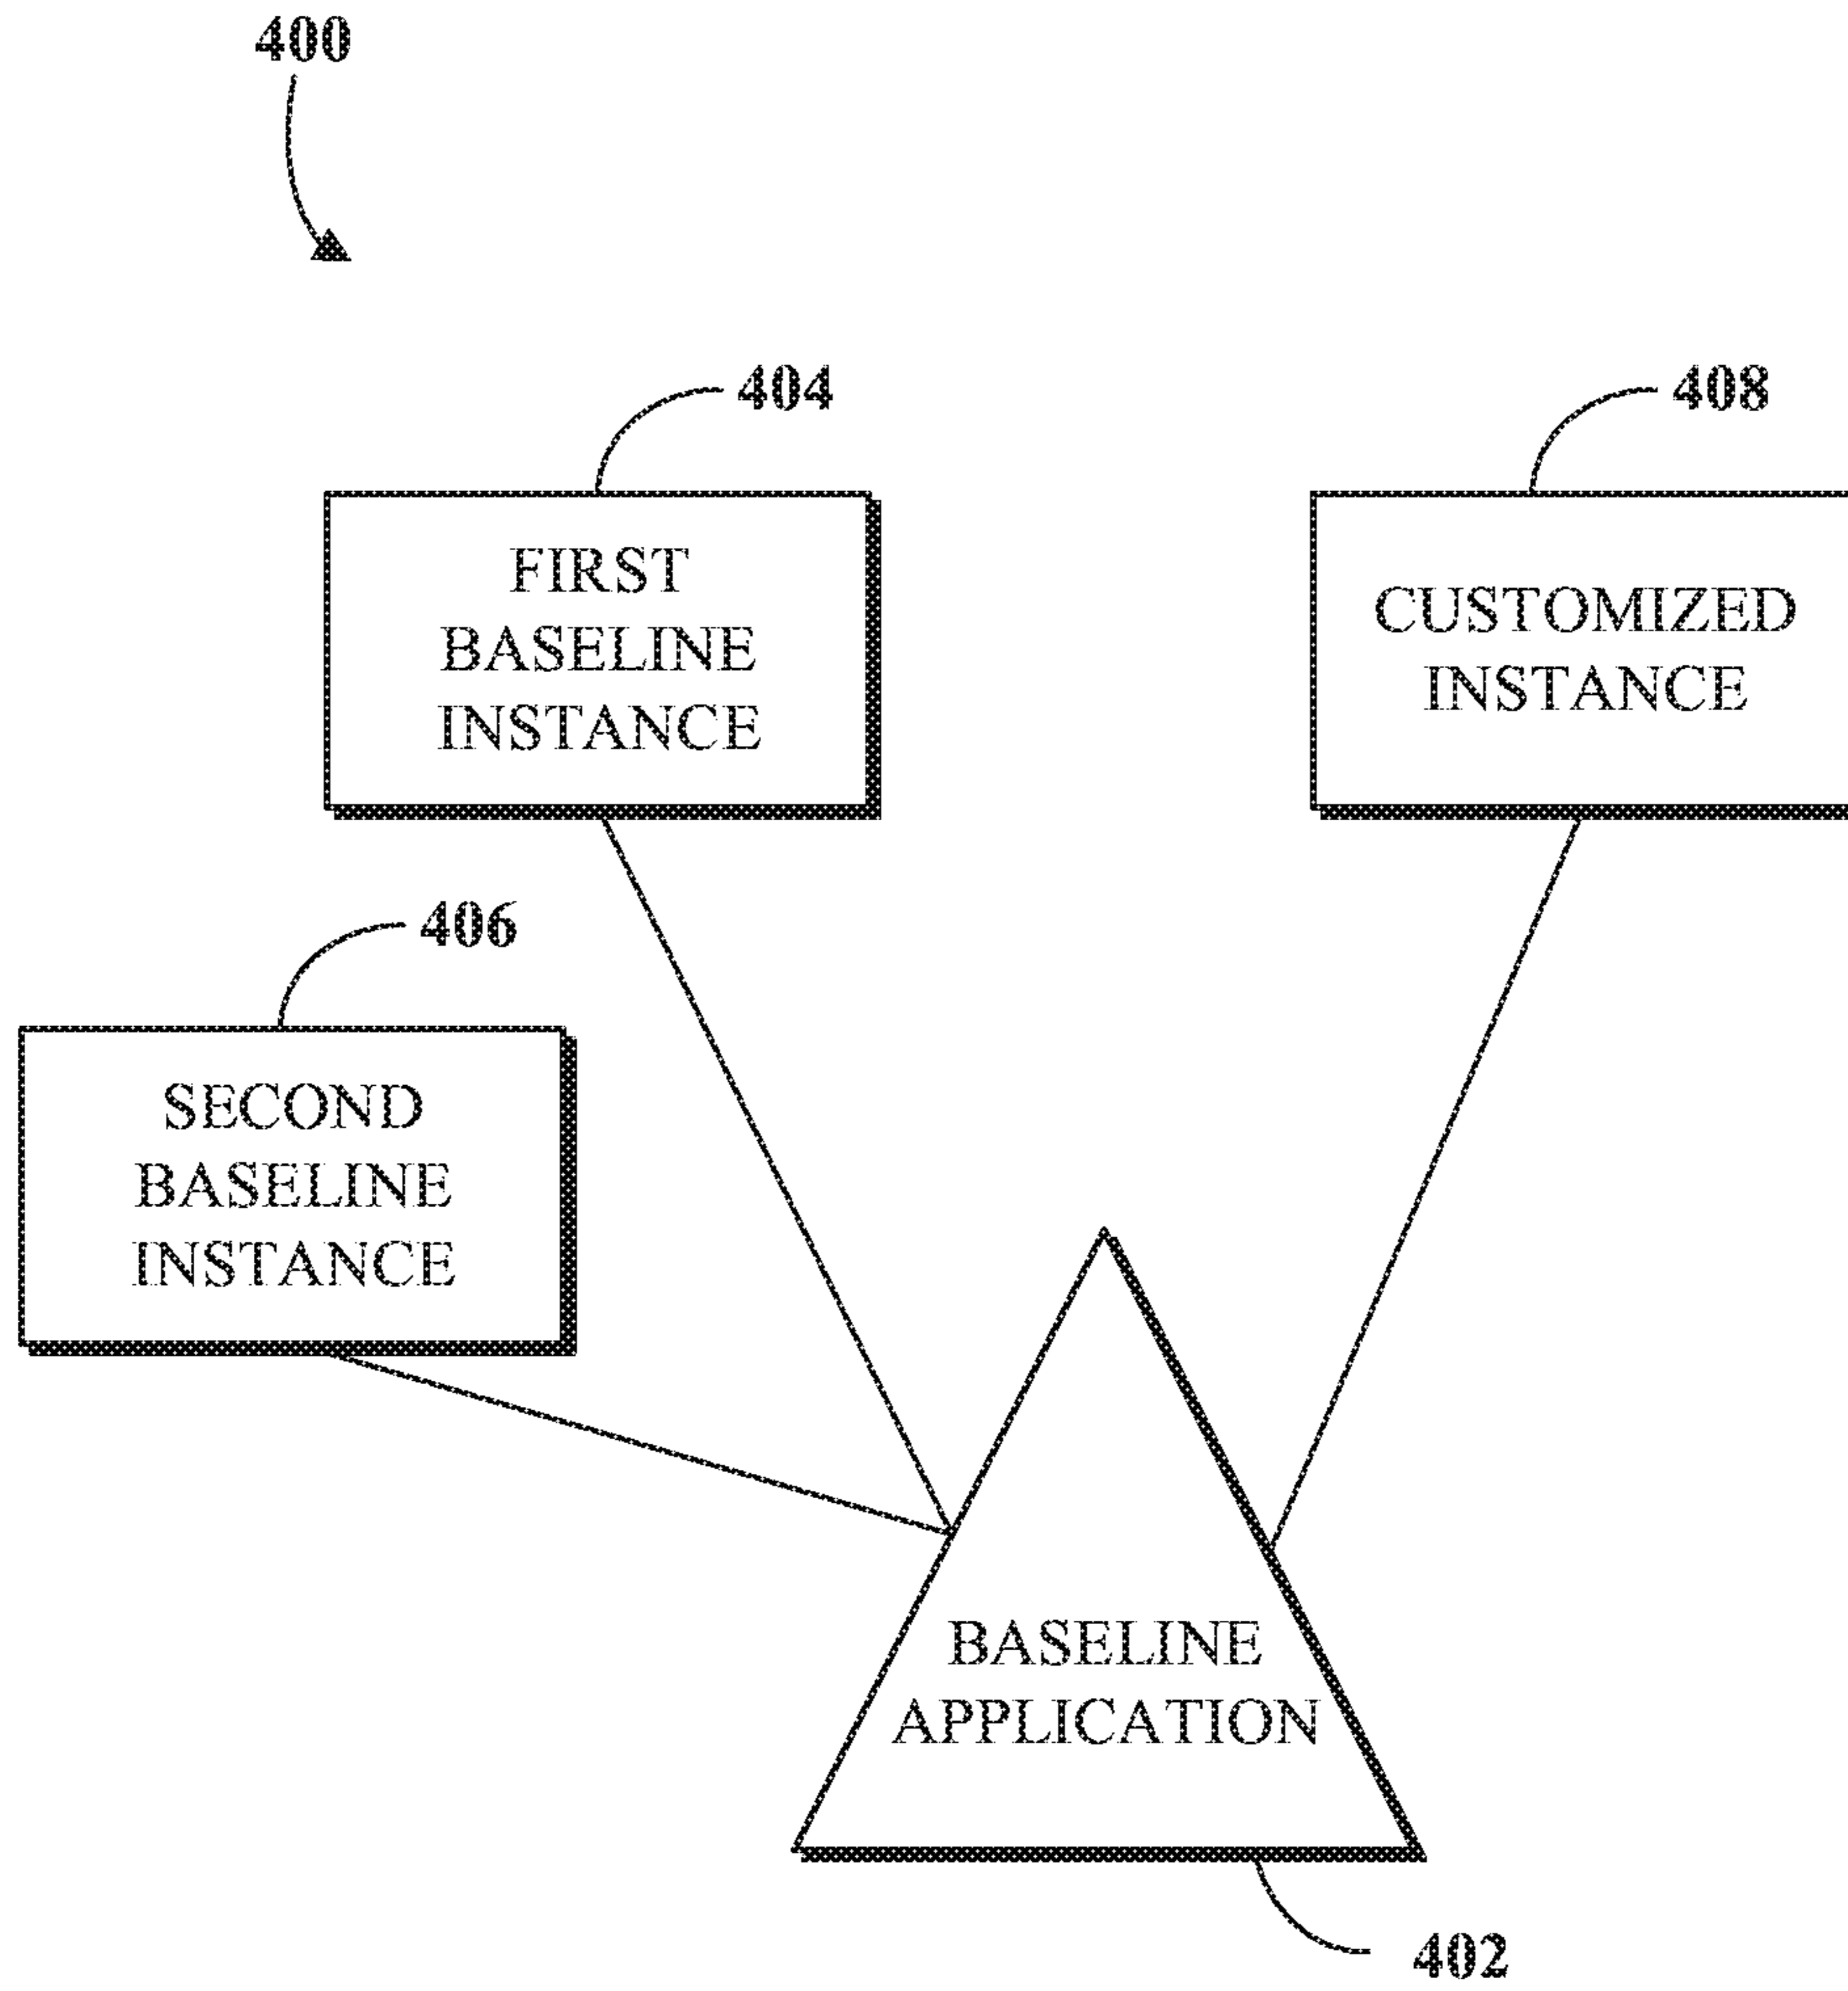 400
404
408
FIRST
BASELINE
INSTANCE
CUSTOMIZED
INSTANCE
406
SECOND
BASELINE
INSTANCE
BASELINE
APPLICATION
402